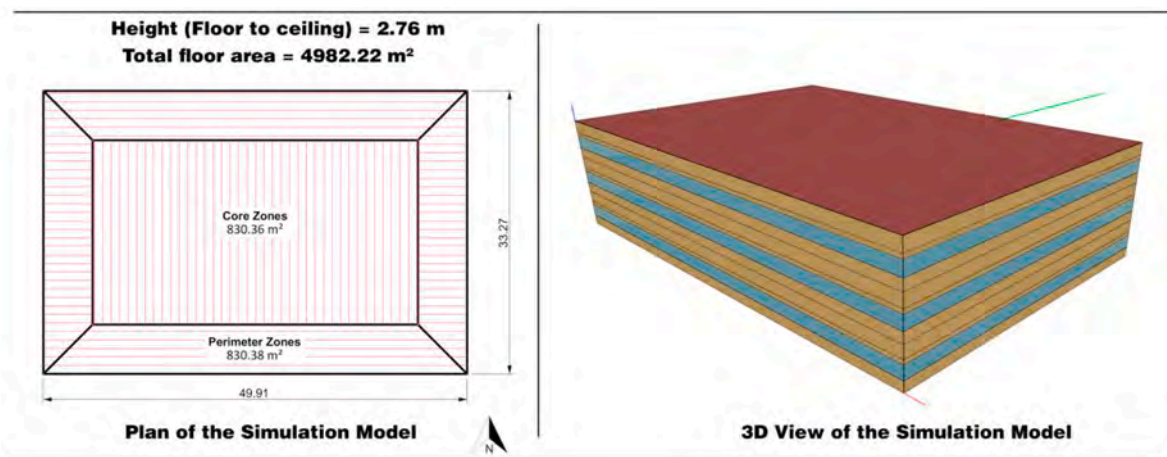 Height (Floor to ceiling) = 2.76 m
Total floor area = 4982.22 m²
Core Zones
830.36 m²
33.27
Perimeter Zones
830.38 m²
49.91
Plan of the Simulation Model
N
3D View of the Simulation Model